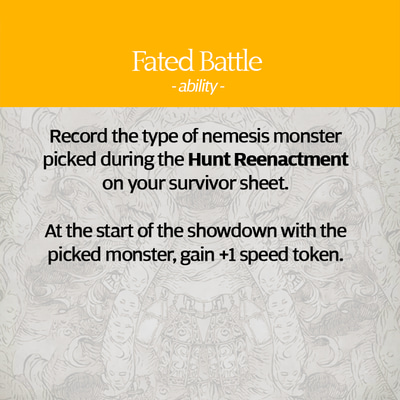 Fated Battle
- ability -
Record the type of nemesis monster
picked during the Hunt Reenactment
on your survivor sheet.
At the start of the showdown with the
picked monster, gain +1 speed token.